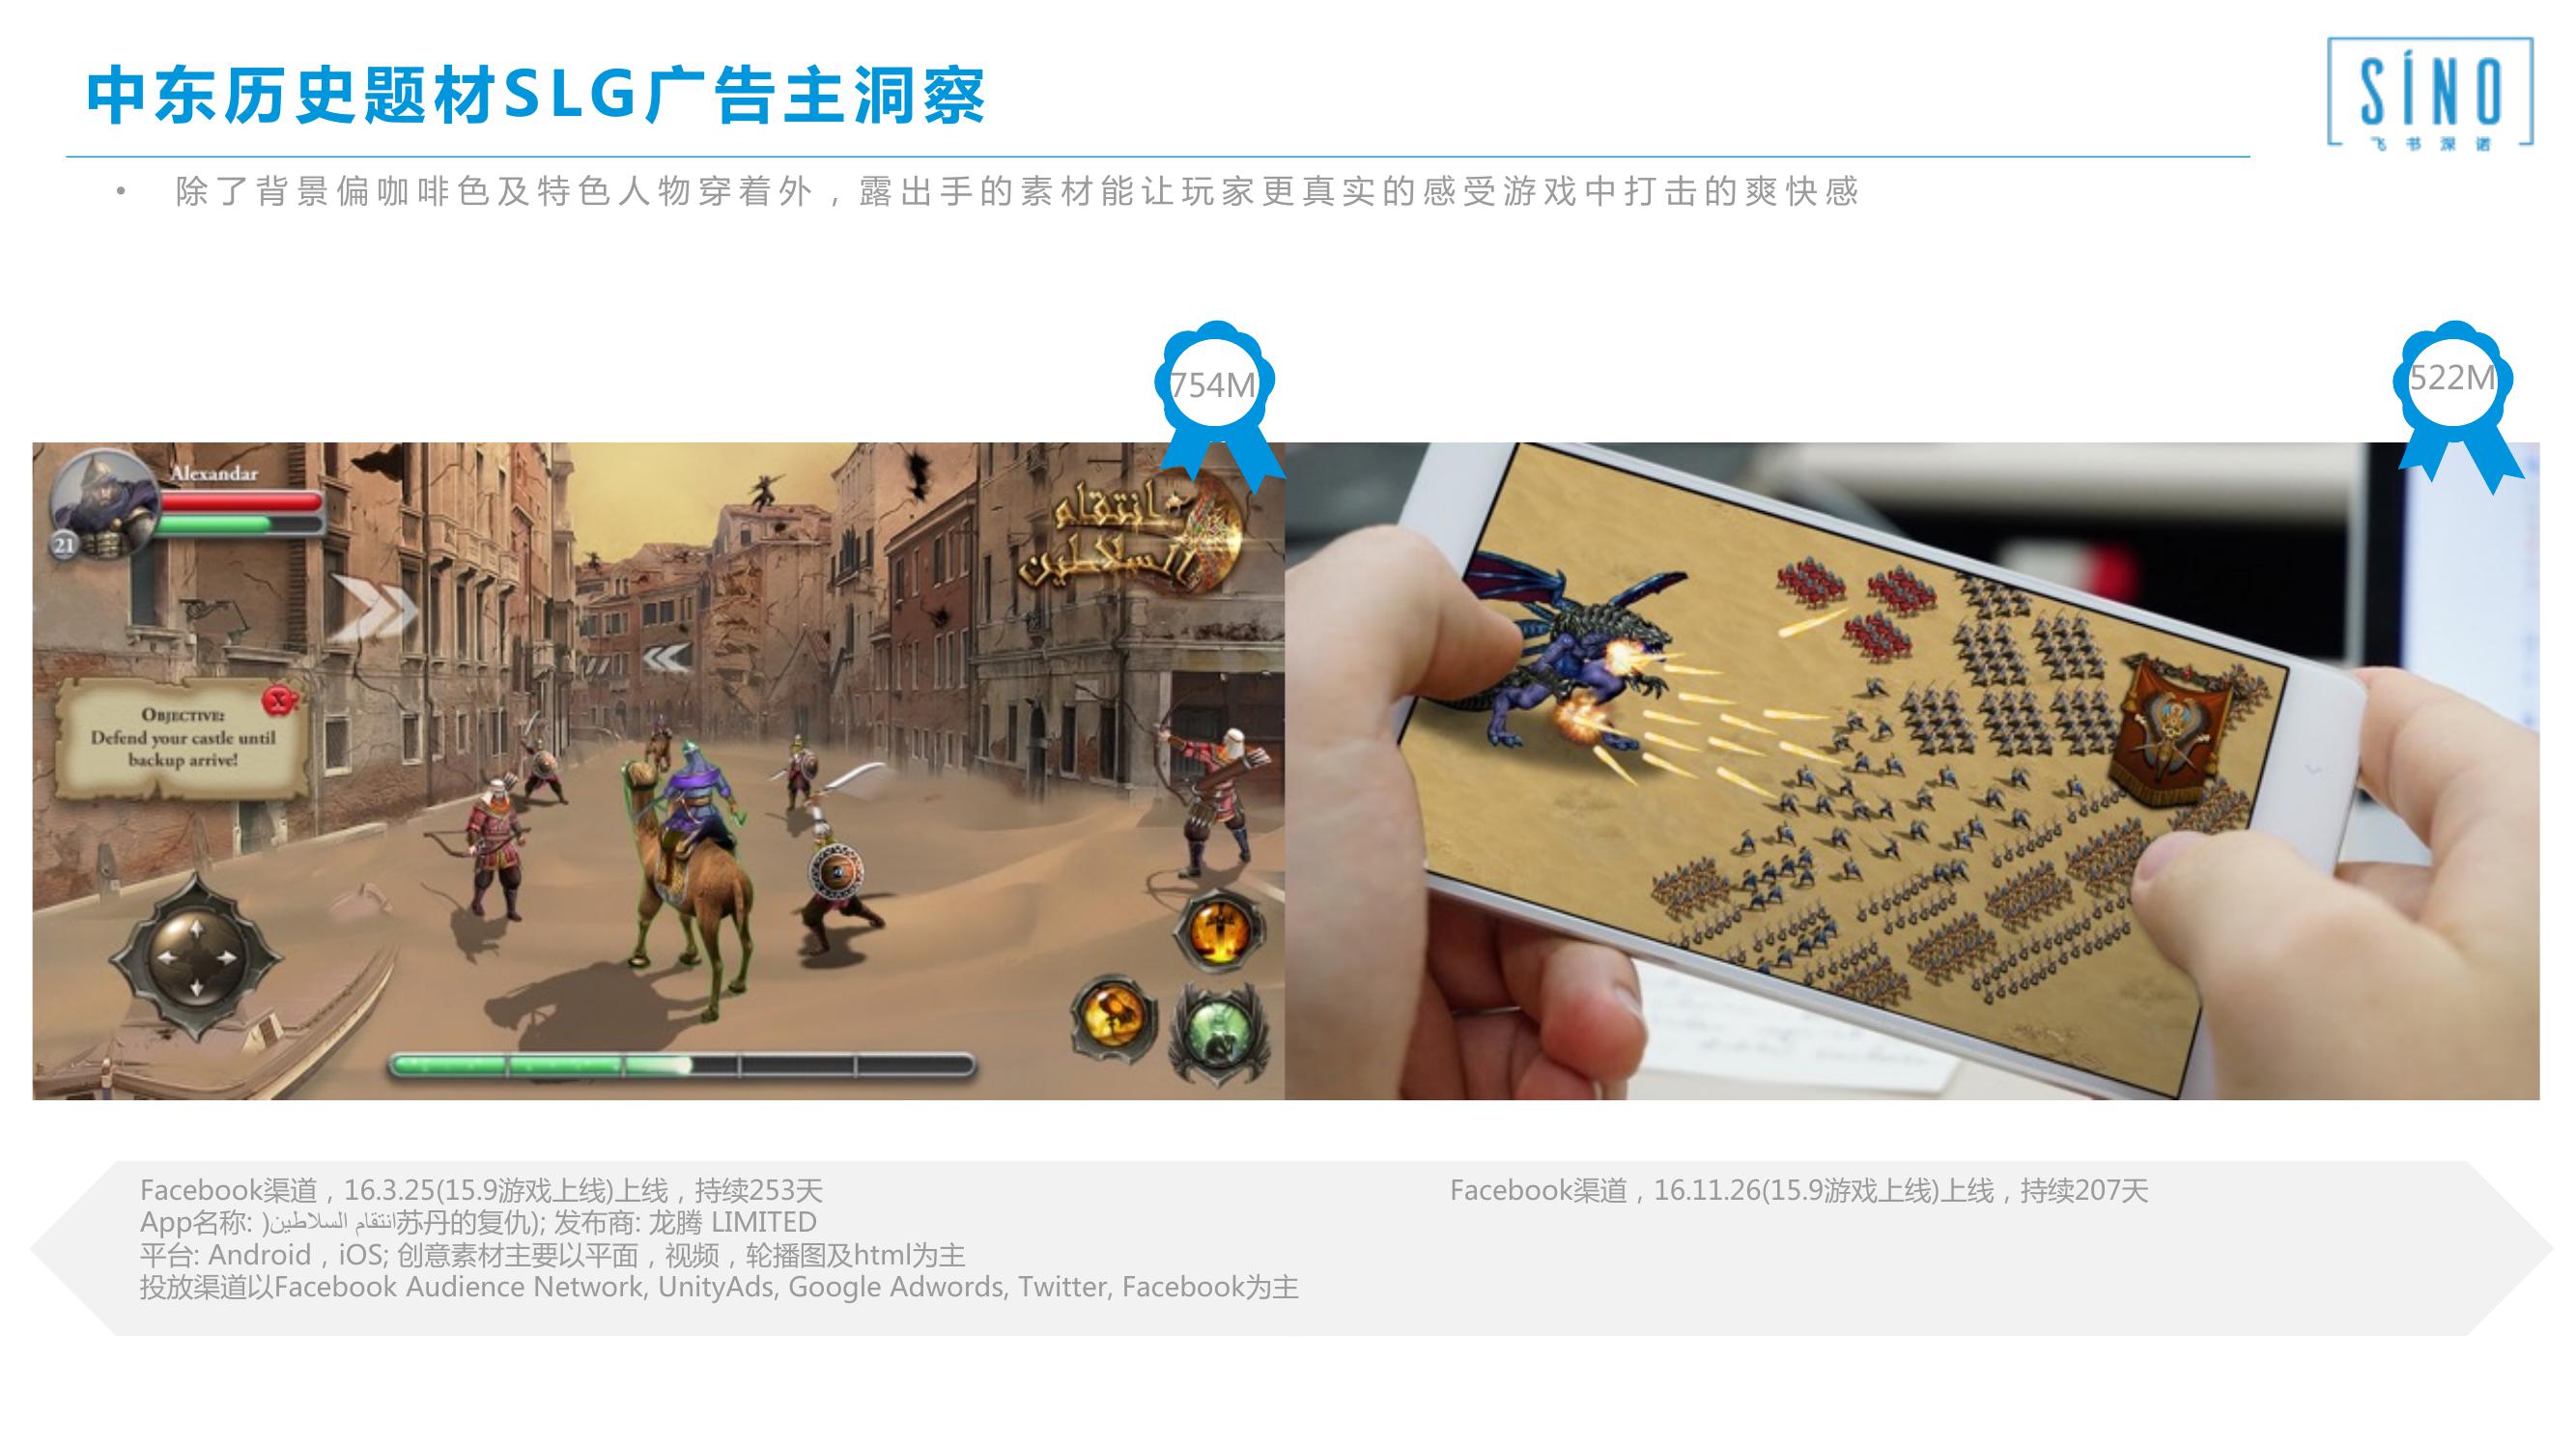 中东历史题材SLG广告主洞察
SINO
飞书深诺
• 除了背景偏咖啡色及特色人物穿着外，露出手的素材能让玩家更真实的感受游戏中打击的爽快感
754M
522M
Alexandar
21
انتقام
السلاطين
X
OBJECTIVE:
Defend your castle until
backup arrive!
Facebook渠道，16.3.25(15.9游戏上线)上线，持续253天
App名称: )انتقام السلاطين苏丹的复仇); 发布商: 龙腾 LIMITED
平台: Android，iOS; 创意素材主要以平面，视频，轮播图及html为主
投放渠道以Facebook Audience Network, UnityAds, Google Adwords, Twitter, Facebook为主
Facebook渠道，16.11.26(15.9游戏上线)上线，持续207天